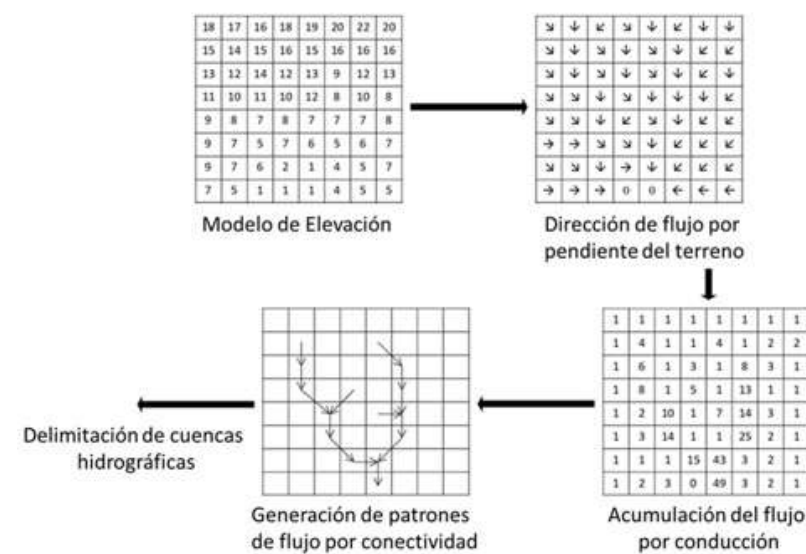 18 17 16 18 19 20 22 20
15 14 15 16 15 16 16 16
13 12 14 12 13 9 12 13
11 10 11 10 12 8 10 8
9 8 7 8 7 7 7 8
9 7 5 7 6 5 6 7
9 7 6 2 1 4 5 7
7 5 1 1 1 4 5 5
Modelo de Elevación
↘ ↓ ↙ ↘ ↓ ↙ ↓ ↓
↘ ↓ ↘ ↘ ↘ ↓ ↙ ↙
↘ ↓ ↘ ↓ ↘ ↓ ↙ ↓
↘ ↘ ↓ ↘ ↓ ↓ ↓ ↙
↘ ↘ ↓ ↙ ↘ ↓ ↙ ↙
→ → ↘ ↘ ↓ ↙ ↙ ↙
↘ ↘ ↓ → ↓ ↙ ↙ ↙
→ → → 0 0 ← ← ←
Dirección de flujo por
pendiente del terreno
1 1 1 1 1 1 1 1
1 4 1 1 4 1 2 2
1 6 1 3 1 8 3 1
1 8 1 5 1 13 1 1
1 2 10 1 7 14 3 1
1 3 14 1 1 25 2 1
1 1 1 15 43 3 2 1
1 2 3 0 49 3 2 1
Acumulación del flujo
por conducción
Generación de patrones
de flujo por conectividad
Delimitación de cuencas
hidrográficas